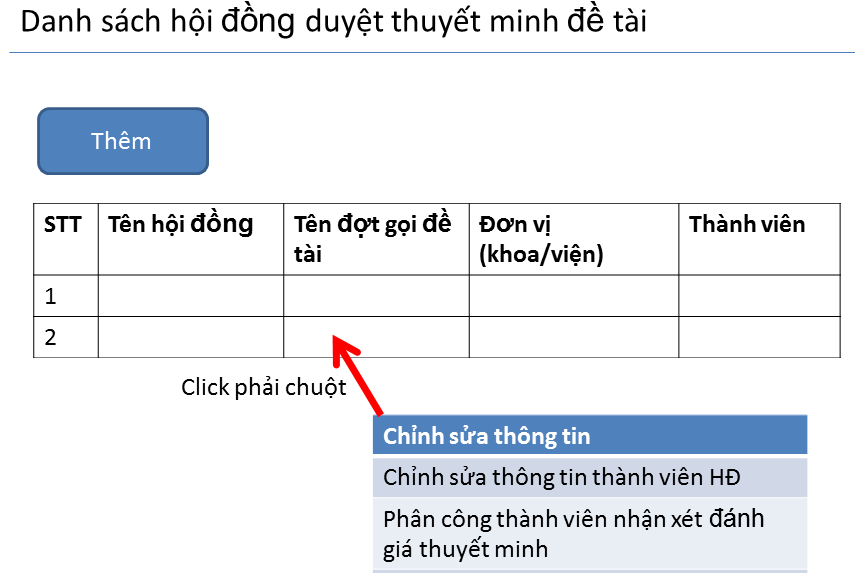 Danh sách hội đồng duyệt thuyết minh đề tài
Thêm
STT Tên hội đồng Tên đợt gọi đề Đơn vị Thành viên
tài (khoa/viện)
1
2
Click phải chuột
Chỉnh sửa thông tin
Chỉnh sửa thông tin thành viên HĐ
Phân công thành viên nhận xét đánh
giá thuyết minh